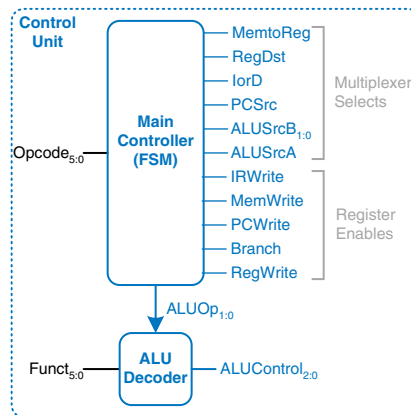 Control
Unit
MemtoReg
RegDst
IorD
PCSrc
ALUSrcB1:0
ALUSrcA
Multiplexer
Selects
Main
Controller
(FSM)
Opcode5:0
IRWrite
MemWrite
PCWrite
Branch
RegWrite
Register
Enables
ALUOp1:0
ALU
Decoder
Funct5:0
ALUControl2:0